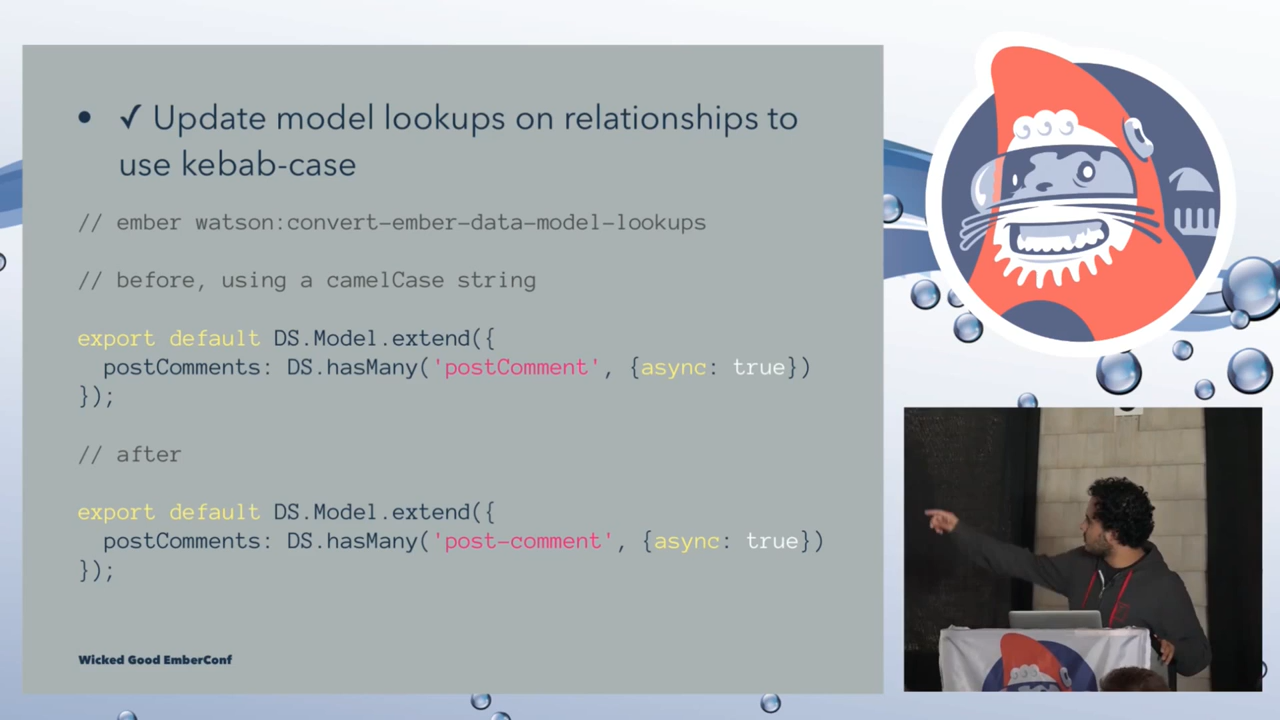 • ✓ Update model lookups on relationships to
use kebab-case
// ember watson:convert-ember-data-model-lookups
// before, using a camelCase string
export default DS.Model.extend({
  postComments: DS.hasMany('postComment', {async: true})
});
// after
export default DS.Model.extend({
  postComments: DS.hasMany('post-comment', {async: true})
});
Wicked Good EmberConf